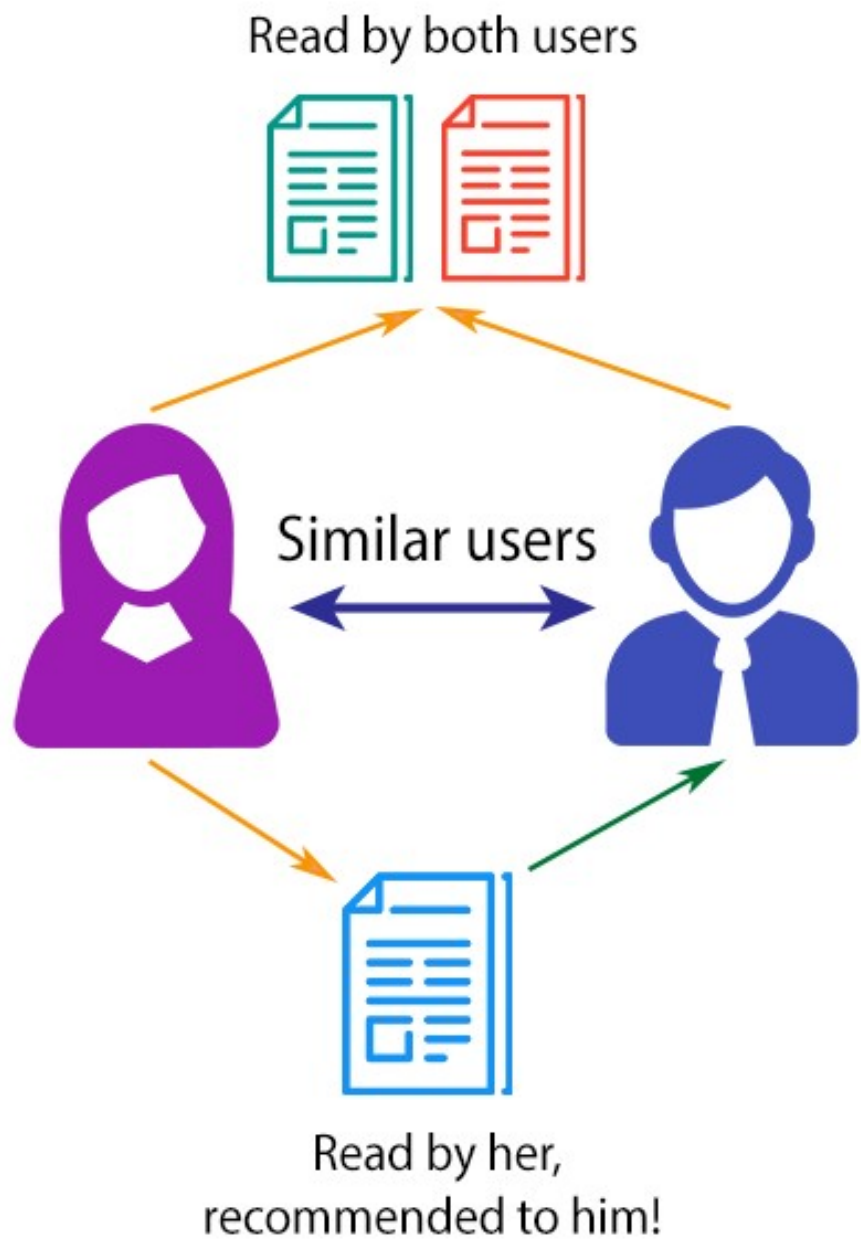 Read by both users
Similar users
Read by her,
recommended to him!